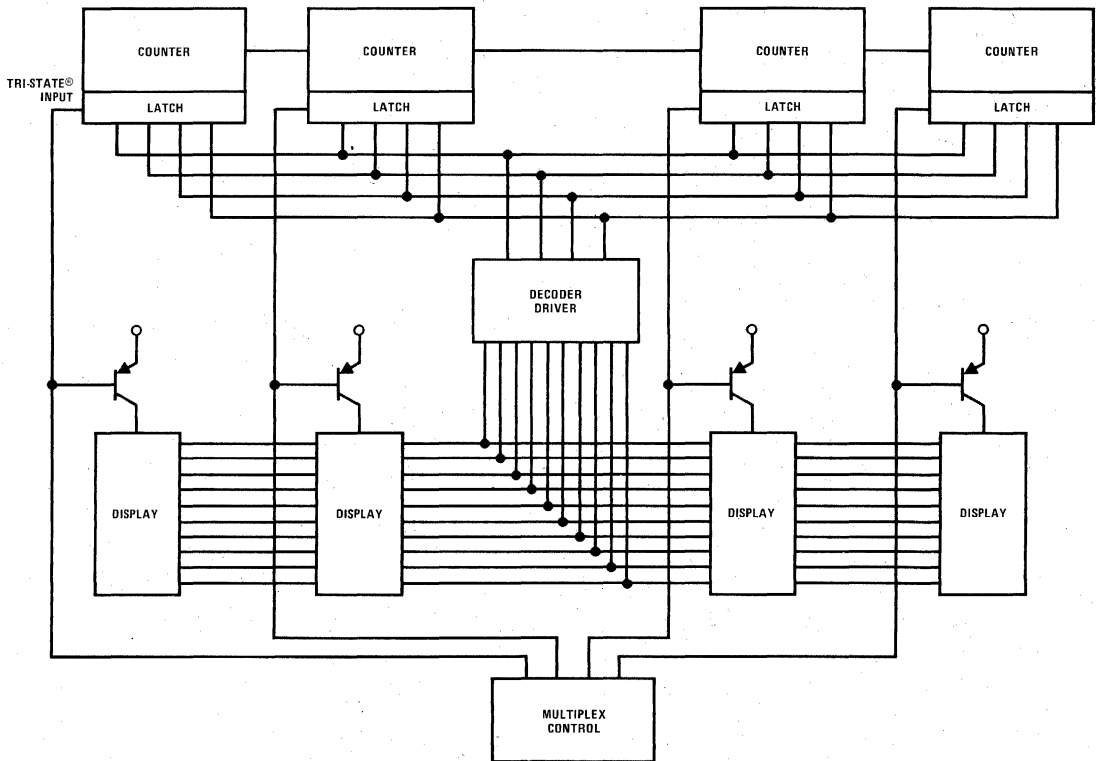 COUNTER
COUNTER
COUNTER
COUNTER
TRI-STATE®
INPUT
LATCH
LATCH
LATCH
LATCH
DECODER
DRIVER
DISPLAY
DISPLAY
DISPLAY
DISPLAY
MULTIPLEX
CONTROL